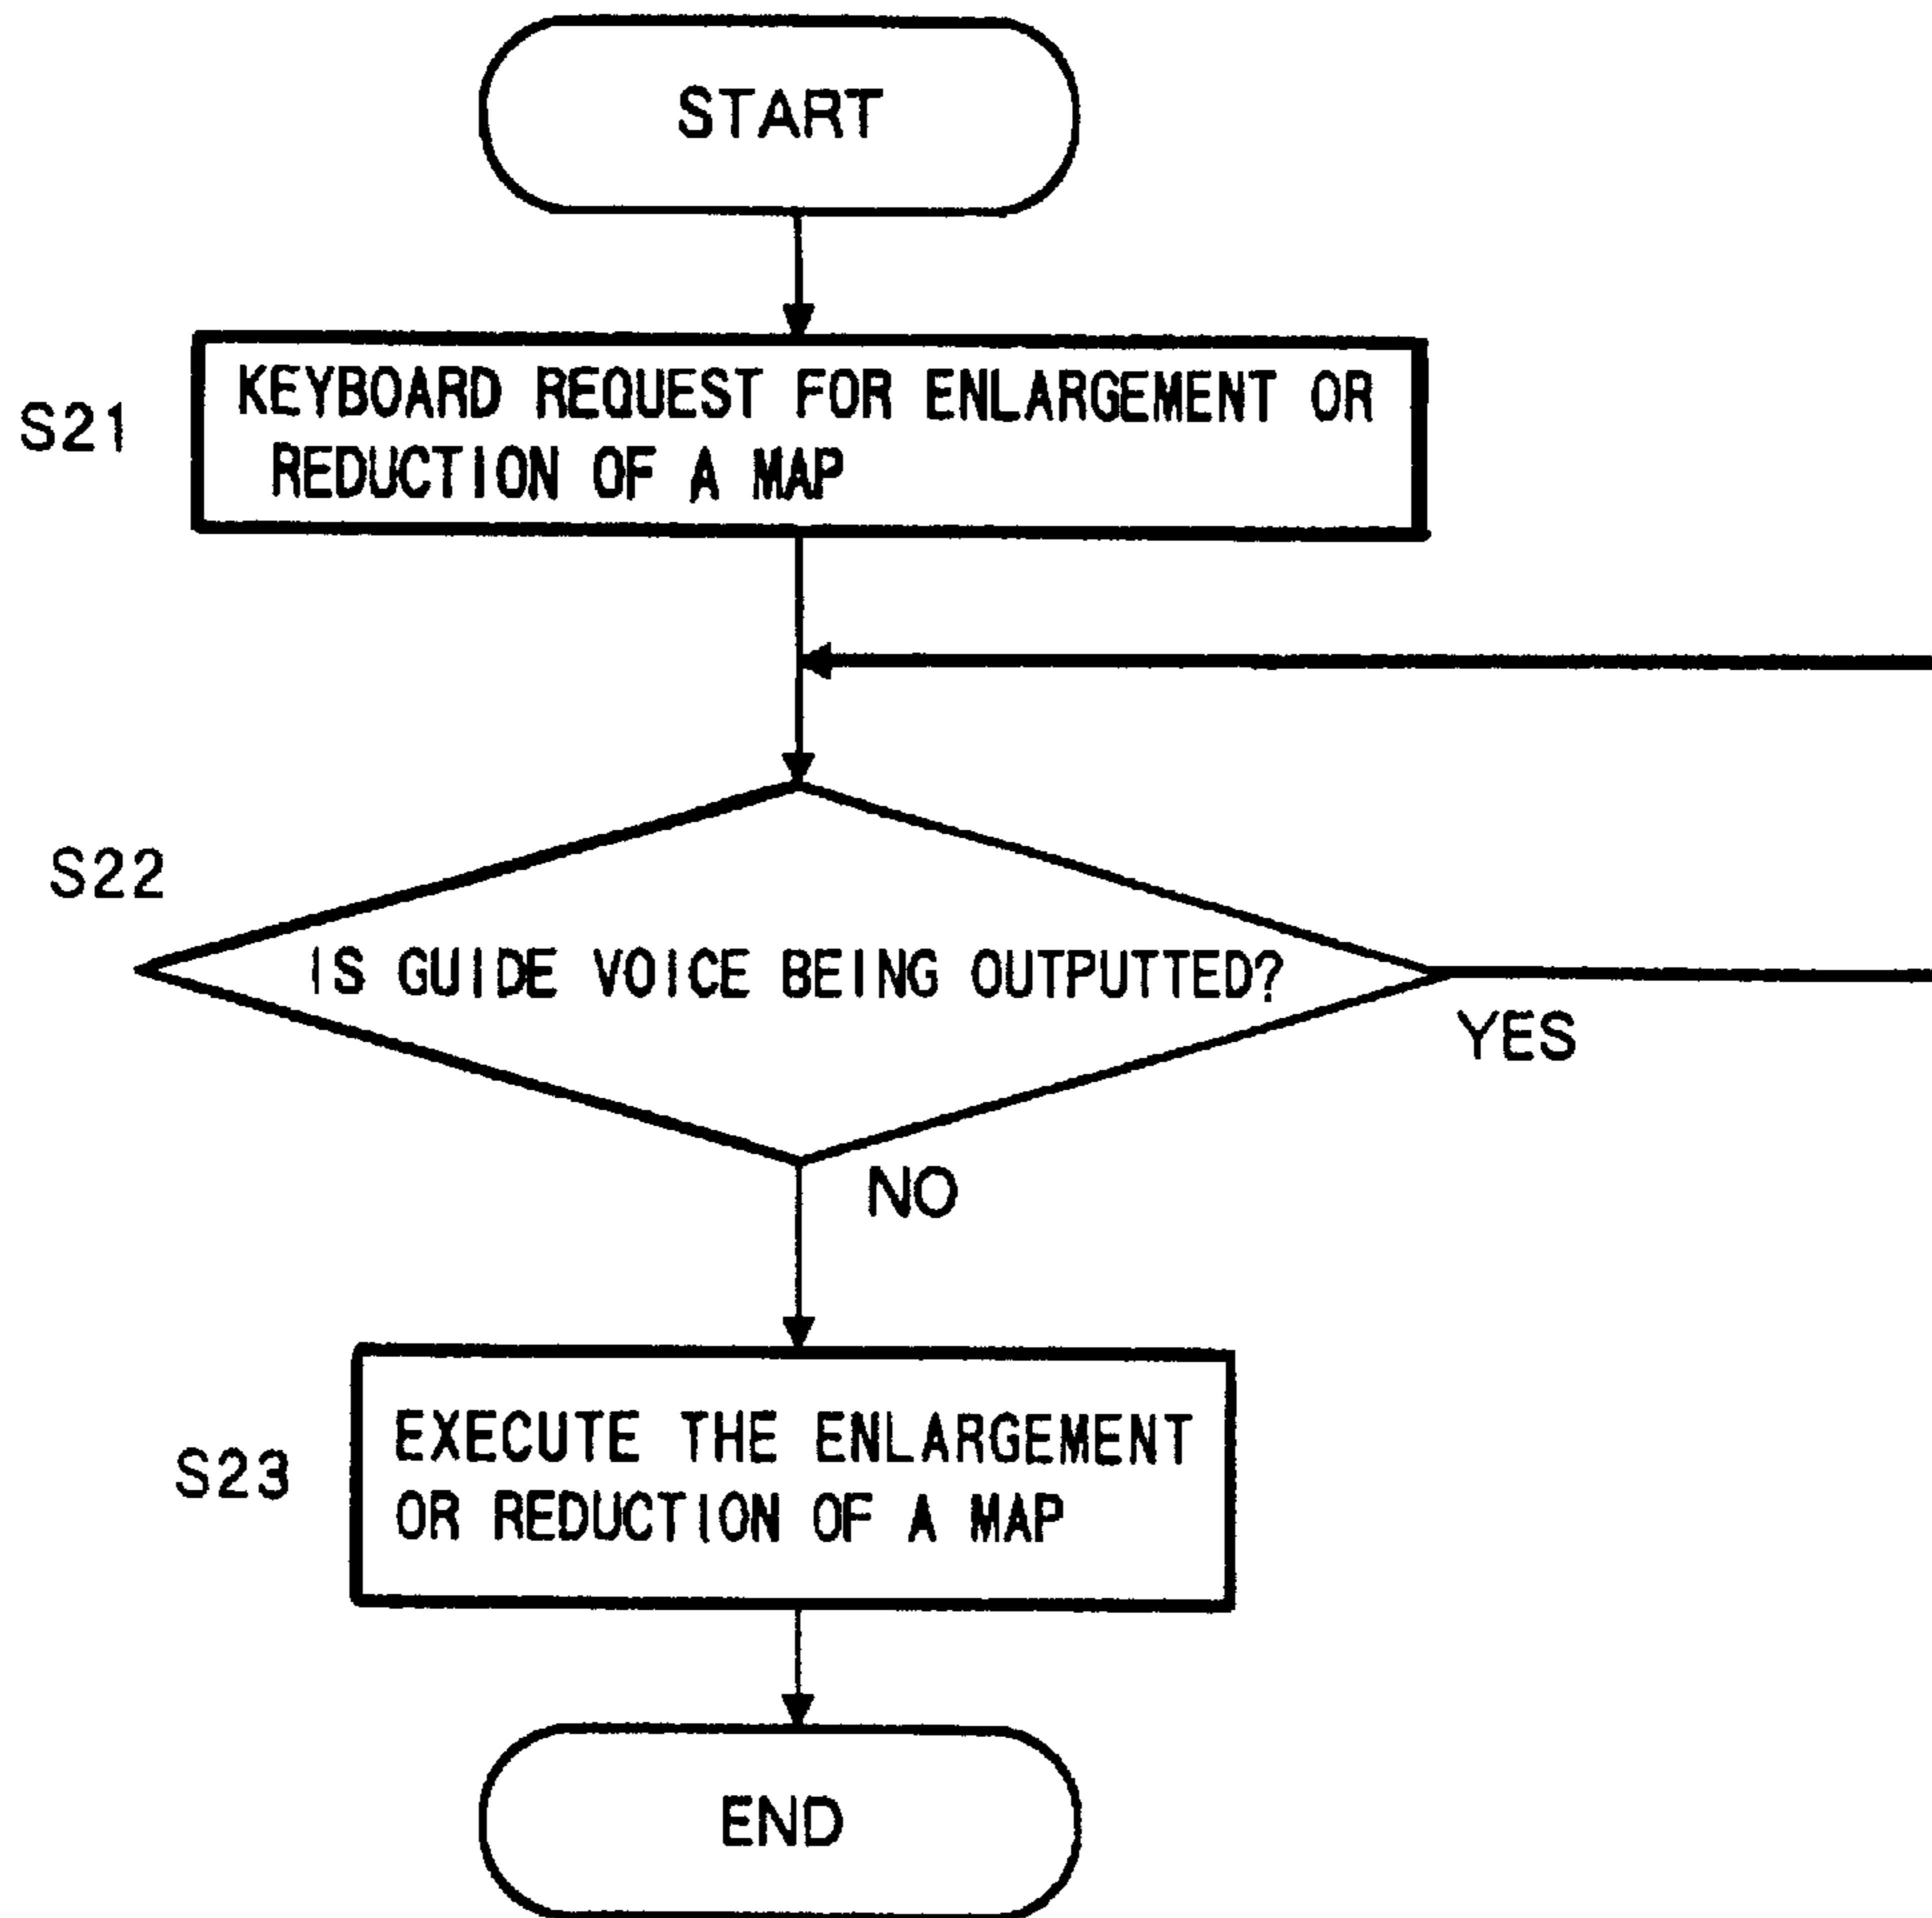 START
S21
KEYBOARD REQUEST FOR ENLARGEMENT OR
REDUCTION OF A MAP
S22
IS GUIDE VOICE BEING OUTPUTTED?
YES
NO
S23
EXECUTE THE ENLARGEMENT
OR REDUCTION OF A MAP
END